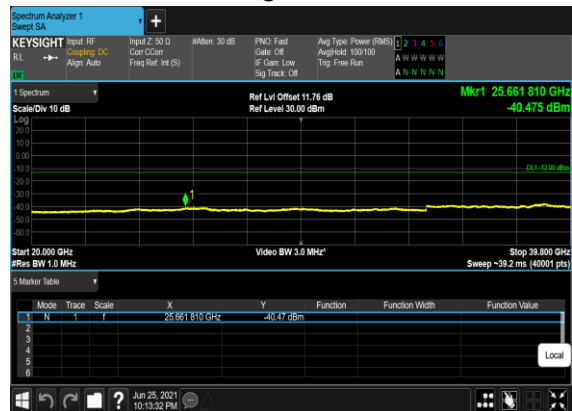 Spectrum Analyzer 1
Swept SA
+
KEYSIGHT Input: RF Input Z: 50 Ω #Atten: 30 dB PNO: Fast Avg Type: Power (RMS) 1 2 3 4 5 6
RL Coupling: DC Corr CCorr Gate: Off Avg|Hold: 100/100 A W W W W W
Align: Auto Freq Ref: Int (S) IF Gain: Low Trig: Free Run
Sig Track: Off A N N N N N
1 Spectrum Ref Lvl Offset 11.76 dB Mkr1 25.661 810 GHz
Scale/Div 10 dB Ref Level 30.00 dBm -40.475 dBm
Log
20.0
10.0
0.00
-10.0
DL1 -13.00 dBm
-20.0
-30.0
1
-40.0
-50.0
-60.0
Start 20.000 GHz Video BW 3.0 MHz* Stop 39.800 GHz
#Res BW 1.0 MHz Sweep ~39.2 ms (40001 pts)
5 Marker Table
Mode Trace Scale X Y Function Function Width Function Value
1 N 1 f 25.661 810 GHz -40.47 dBm
2
3
4
5
6
Local
? Jun 25, 2021
10:13:32 PM